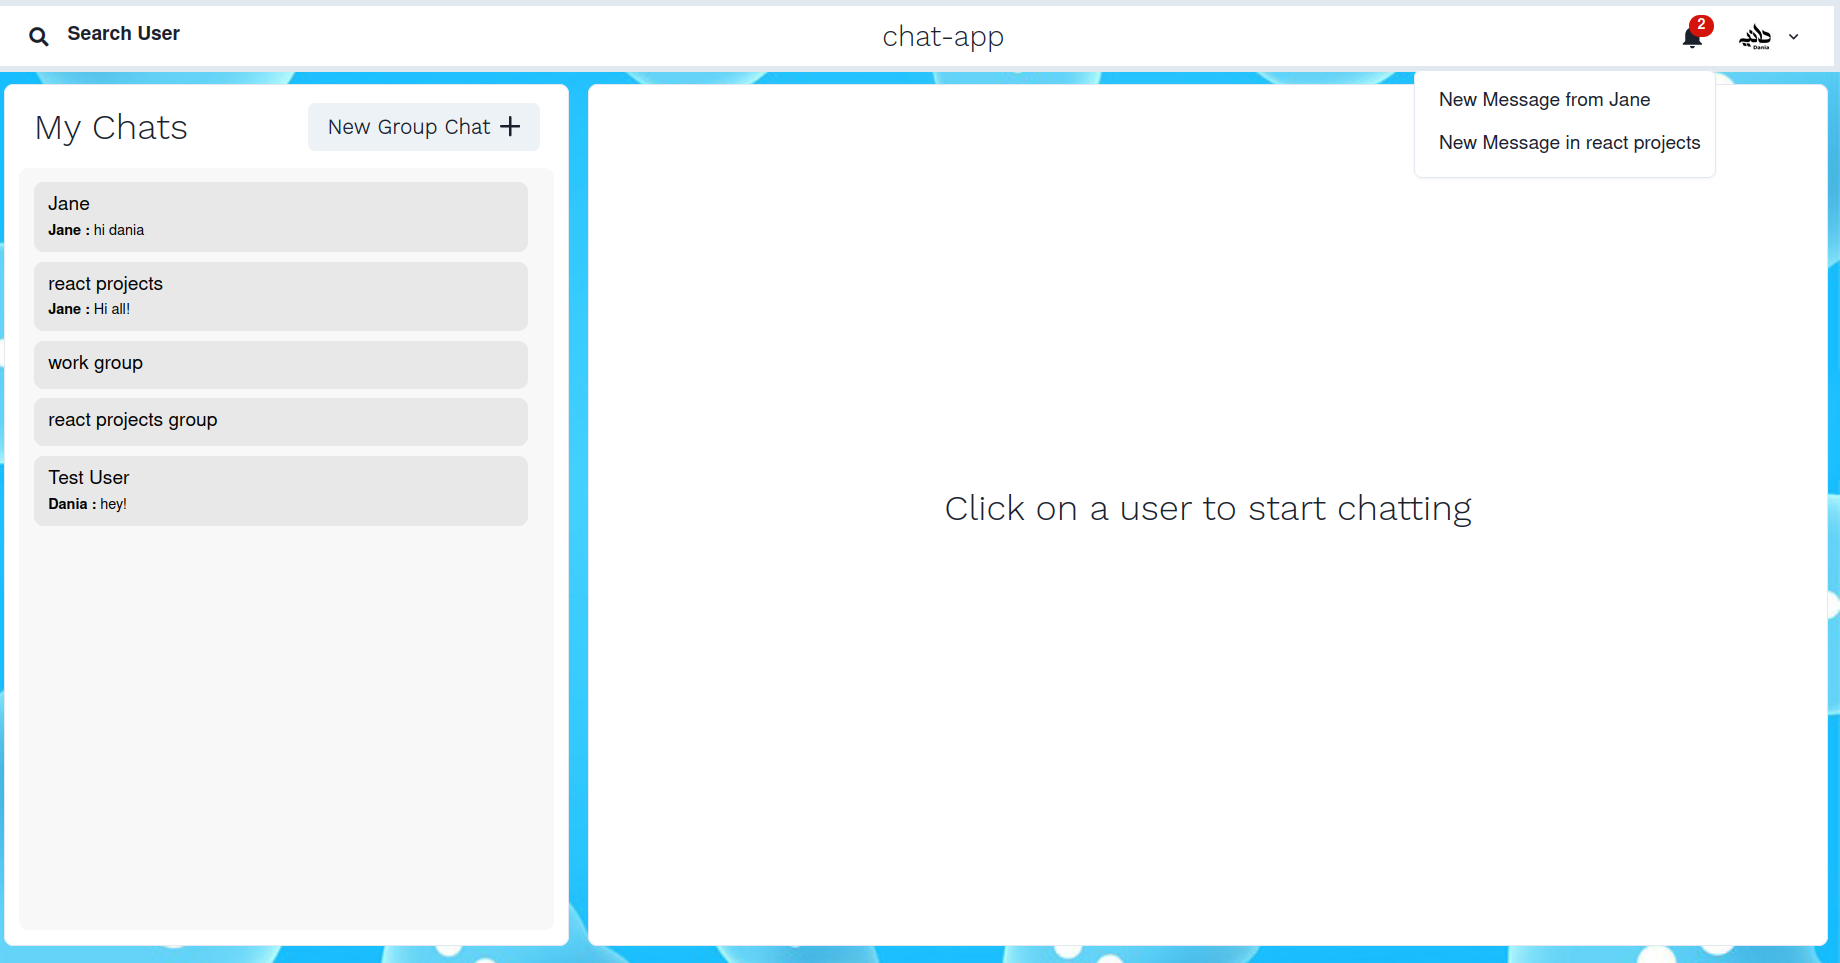 Search User
chat-app
2
دانیه
Dania
My Chats
New Group Chat
New Message from Jane
New Message in react projects
Jane
Jane : hi dania
react projects
Jane : Hi all!
work group
react projects group
Test User
Dania : hey!
Click on a user to start chatting